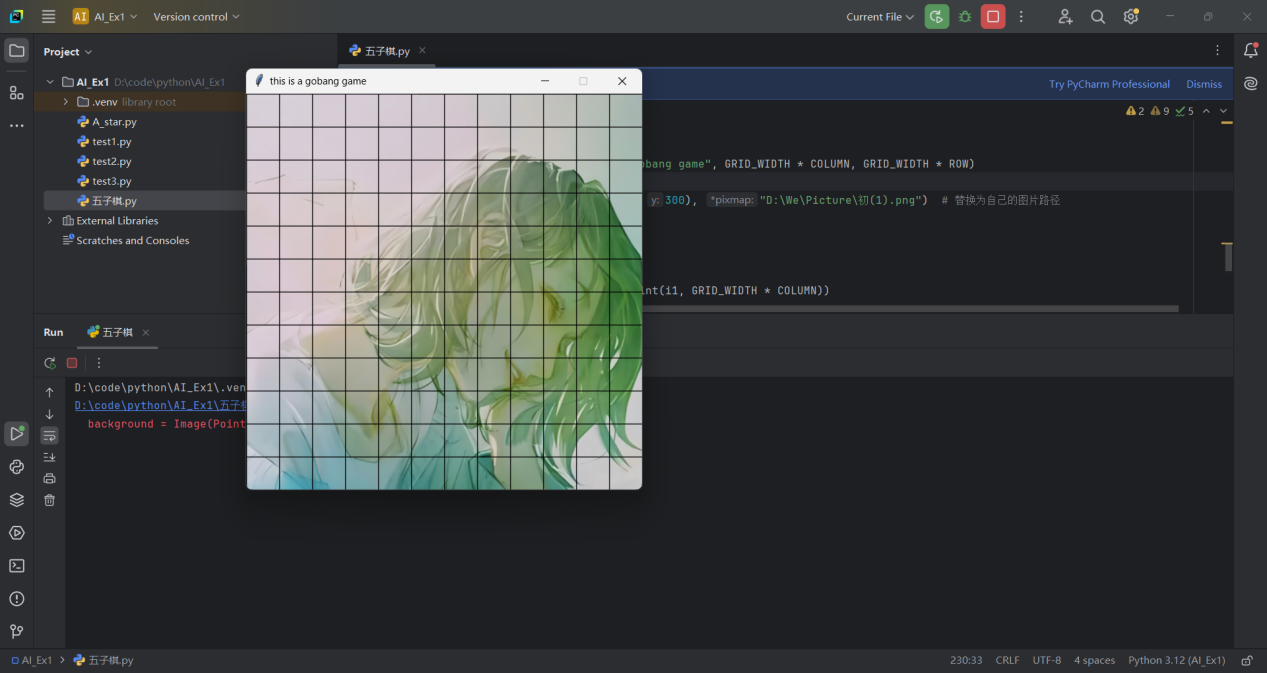 AI AI_Ex1 Version control Current File
Project
五子棋.py
AI_Ex1 D:\code\python\AI_Ex1
.venv library root
A_star.py
test1.py
test2.py
test3.py
五子棋.py
External Libraries
Scratches and Consoles
this is a gobang game
Try PyCharm Professional Dismiss
2 9 5
bang game", GRID_WIDTH * COLUMN, GRID_WIDTH * ROW)
y: 300), *pixmap: "D:\We\Picture\初(1).png") # 替换为自己的图片路径
nt(i1, GRID_WIDTH * COLUMN))
Run 五子棋
D:\code\python\AI_Ex1\.ven
D:\code\python\AI_Ex1\五子
background = Image(Point
AI_Ex1 五子棋.py 230:33 CRLF UTF-8 4 spaces Python 3.12 (AI_Ex1)